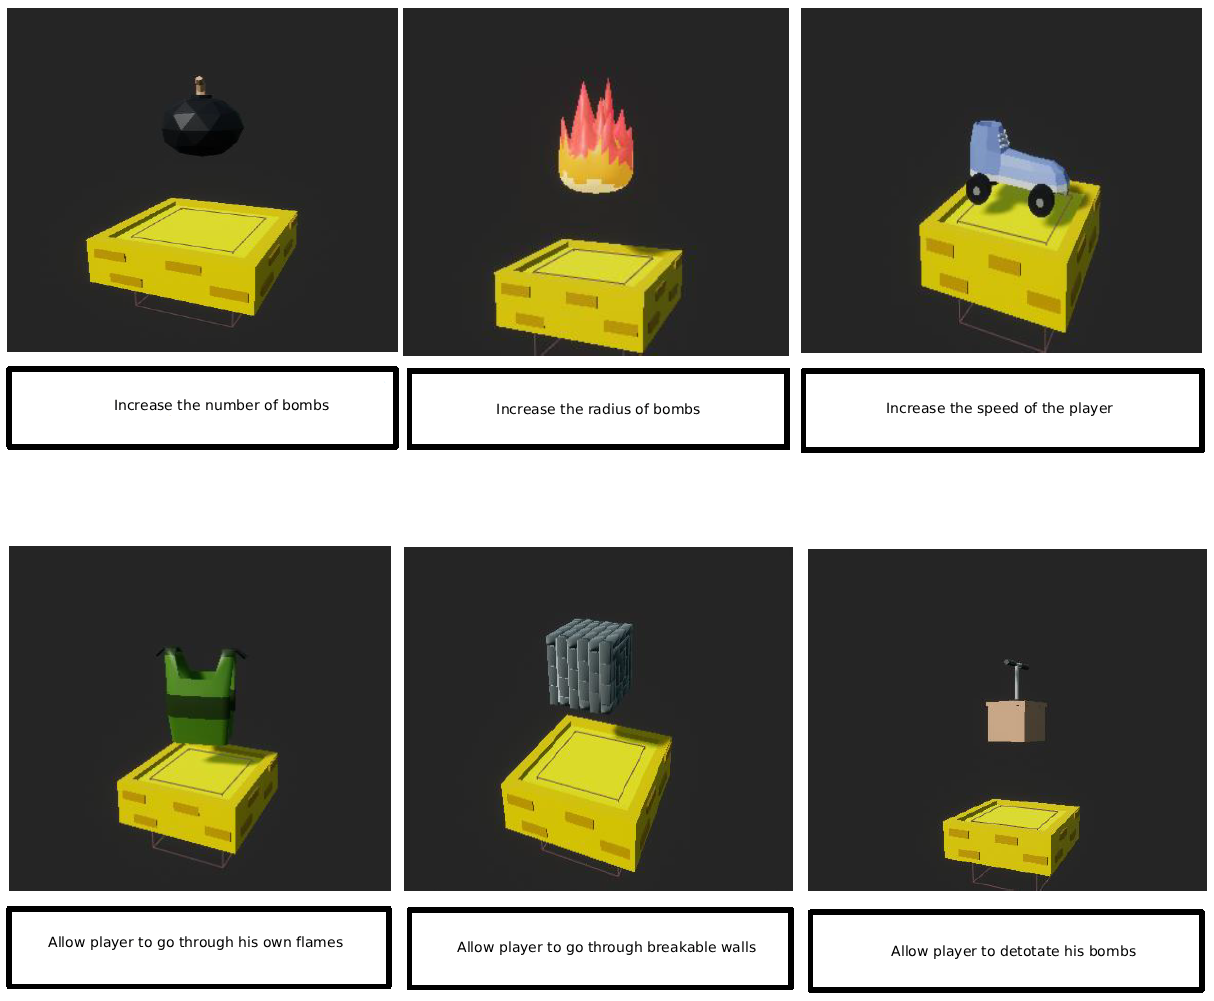 Increase the number of bombs
Increase the radius of bombs
Increase the speed of the player
Allow player to go through his own flames
Allow player to go through breakable walls
Allow player to detotate his bombs